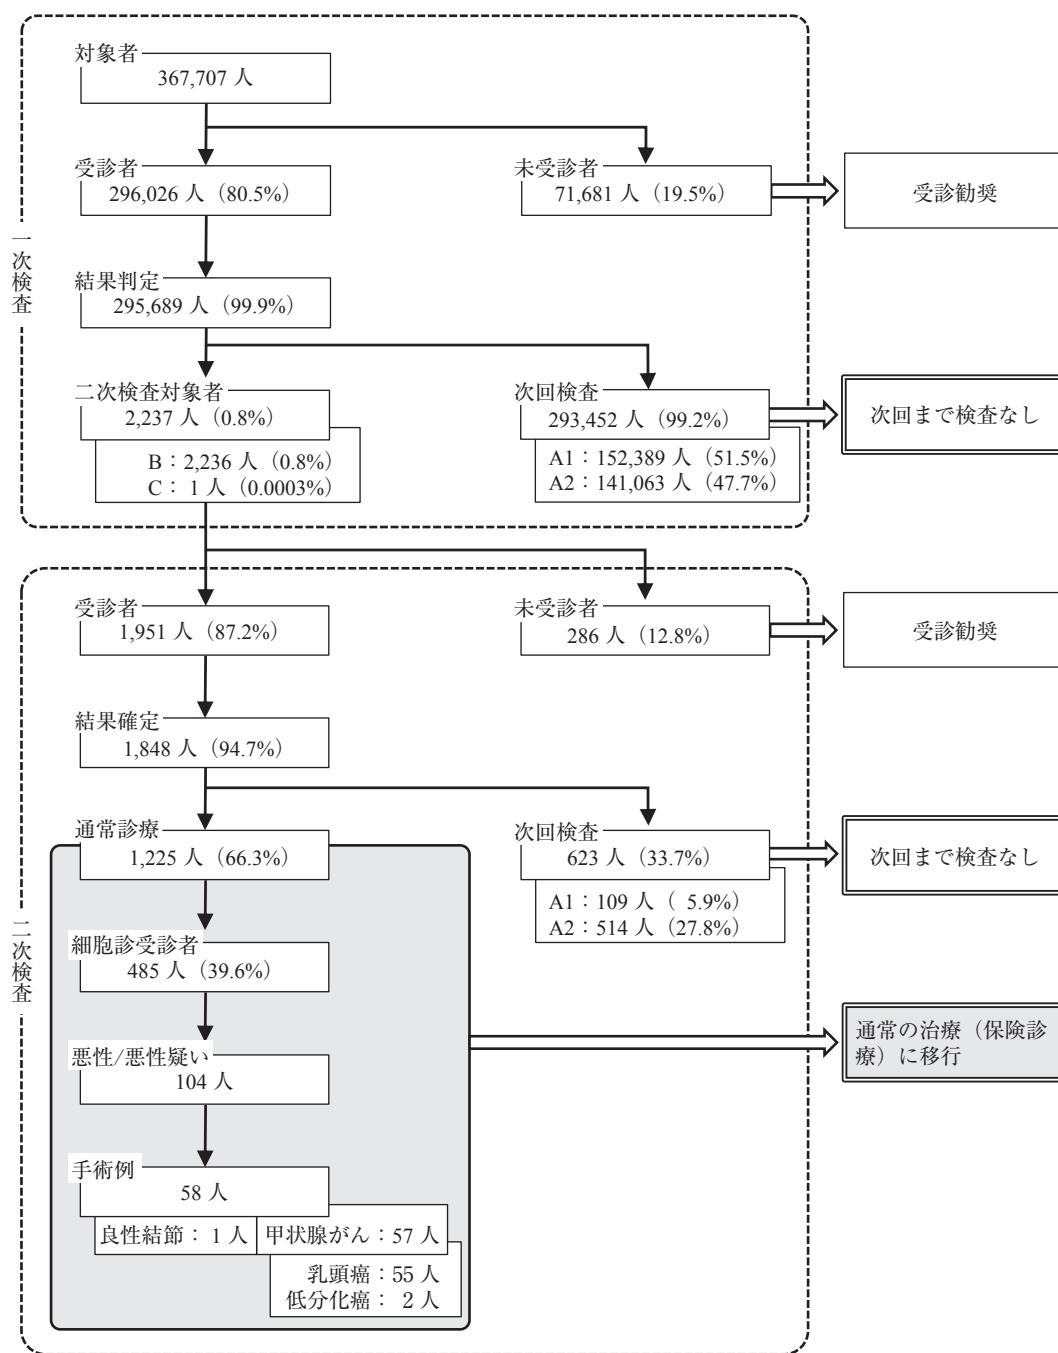 一次検査
対象者
367,707 人
受診者
296,026 人（80.5%）
未受診者
71,681 人（19.5%）
受診勧奨
結果判定
295,689 人（99.9%）
二次検査対象者
2,237 人（0.8%）
B：2,236 人（0.8%）
C： 1 人（0.0003%）
次回検査
293,452 人（99.2%）
A1：152,389 人（51.5%）
A2：141,063 人（47.7%）
次回まで検査なし
二次検査
受診者
1,951 人（87.2%）
未受診者
286 人（12.8%）
受診勧奨
結果確定
1,848 人（94.7%）
通常診療
1,225 人（66.3%）
次回検査
623 人（33.7%）
A1：109 人（ 5.9%）
A2：514 人（27.8%）
次回まで検査なし
細胞診受診者
485 人（39.6%）
通常の治療（保険診
療）に移行
悪性/悪性疑い
104 人
手術例
58 人
良性結節： 1 人
甲状腺がん：57 人
乳頭癌：55 人
低分化癌： 2 人